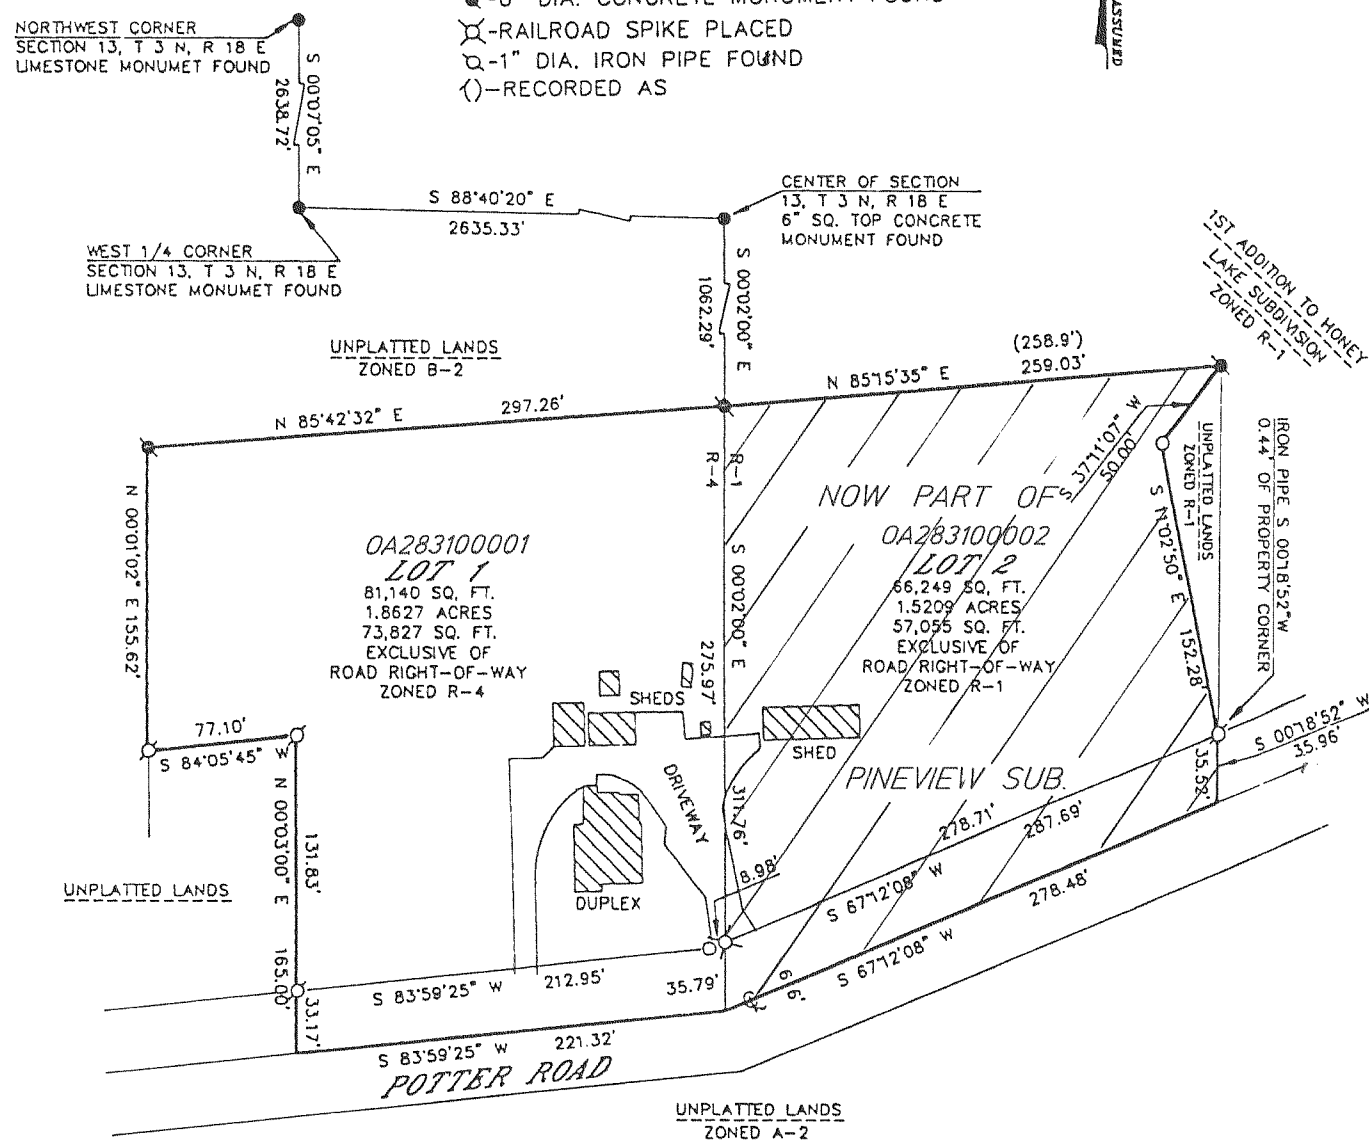 -RAILROAD SPIKE PLACED
-1" DIA. IRON PIPE FOUND
()-RECORDED AS
ASSUMED
NORTHWEST CORNER
SECTION 13, T 3 N, R 18 E
LIMESTONE MONUMET FOUND
S 00°07'05" E
2638.72'
S 88°40'20" E
2635.33'
WEST 1/4 CORNER
SECTION 13, T 3 N, R 18 E
LIMESTONE MONUMET FOUND
CENTER OF SECTION
13, T 3 N, R 18 E
6" SQ. TOP CONCRETE
MONUMENT FOUND
S 00°02'00" E
1062.29'
1ST ADDITION TO HONEY
LAKE SUBDIVISION
ZONED R-1
UNPLATTED LANDS
ZONED B-2
N 85°42'32" E
297.26'
N 85°15'35" E
(258.9')
259.03'
S 37°11'07" W
50.00'
UNPLATTED LANDS
ZONED R-1
IRON PIPE S 00°18'52"W
0.44' OF PROPERTY CORNER
R-1
R-4
N 00°01'02" E 155.62'
OA283100001
LOT 1
81,140 SQ. FT.
1.8627 ACRES
73,827 SQ. FT.
EXCLUSIVE OF
ROAD RIGHT-OF-WAY
ZONED R-4
NOW PART OF
OA283100002
LOT 2
66,249 SQ. FT.
1.5209 ACRES
57,055 SQ. FT.
EXCLUSIVE OF
ROAD RIGHT-OF-WAY
ZONED R-1
S 00°02'00" E
275.97'
S 11°02'50" E 152.28'
77.10'
S 84°05'45" W
SHEDS
SHED
DRIVEWAY
311.76'
PINEVIEW SUB.
S 00°18'52" W
35.96'
35.52'
N 00°03'00" E
131.83'
165.00'
33.17'
UNPLATTED LANDS
DUPLEX
8.98'
278.71'
287.69'
S 67°12'08" W
278.48'
S 67°12'08" W
S 83°59'25" W 212.95'
35.79'
S 83°59'25" W 221.32'
POTTER ROAD
UNPLATTED LANDS
ZONED A-2